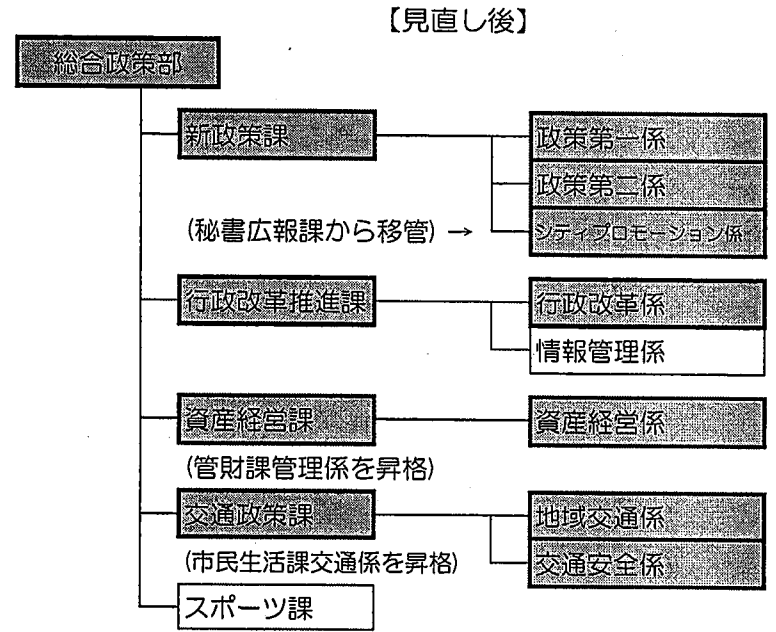 【見直し後】
総合政策部
新政策課
政策第一係
政策第二係
(秘書広報課から移管) →
シティプロモーション係
行政改革推進課
行政改革係
情報管理係
資産経営課
資産経営係
(管財課管理係を昇格)
交通政策課
地域交通係
(市民生活課交通係を昇格)
交通安全係
スポーツ課